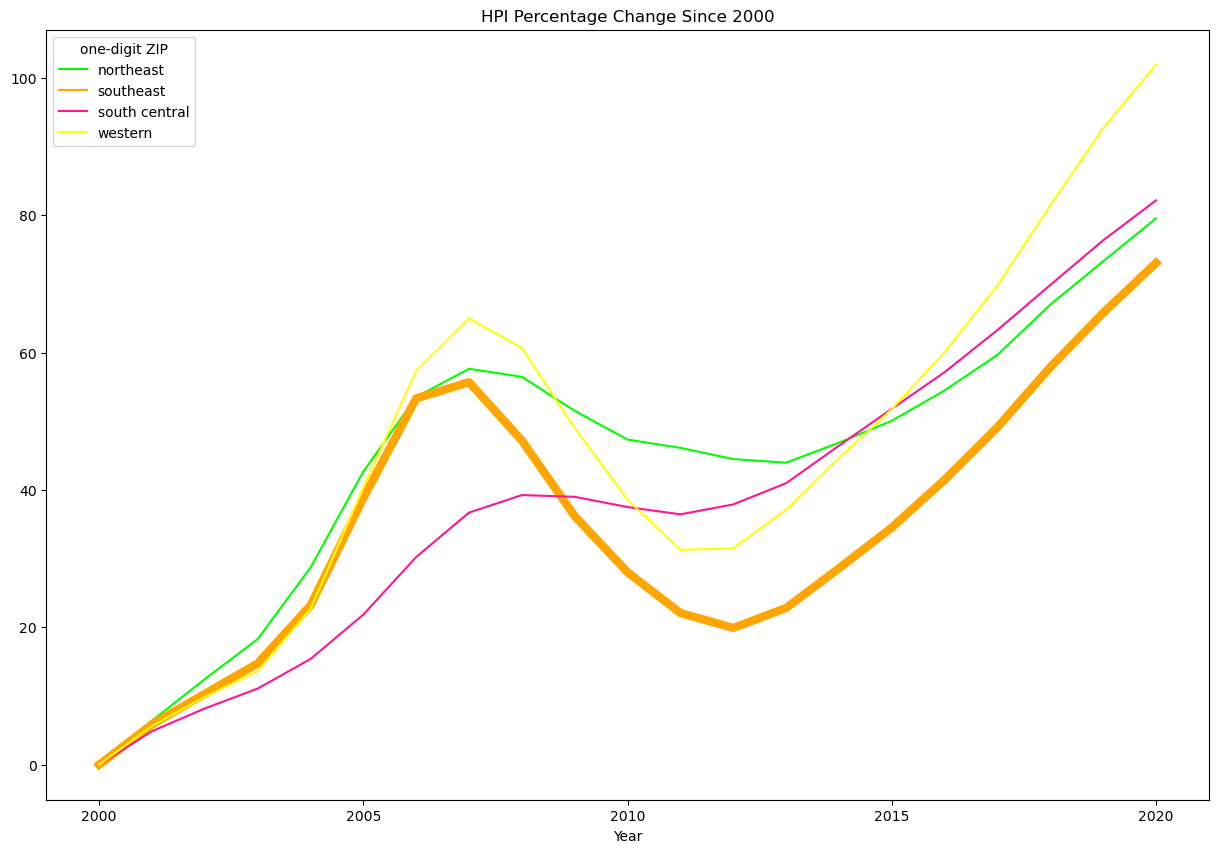 HPI Percentage Change Since 2000
one-digit ZIP
northeast
southeast
south central
western
100
80
60
40
20
0
2000 2005 2010 2015 2020
Year